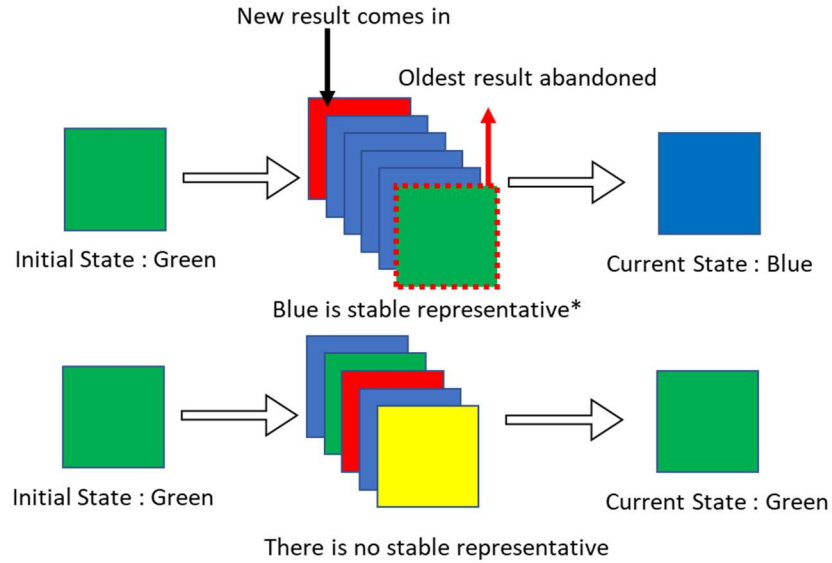 New result comes in
Oldest result abandoned
Initial State : Green
Current State : Blue
Blue is stable representative*
Initial State : Green
Current State : Green
There is no stable representative